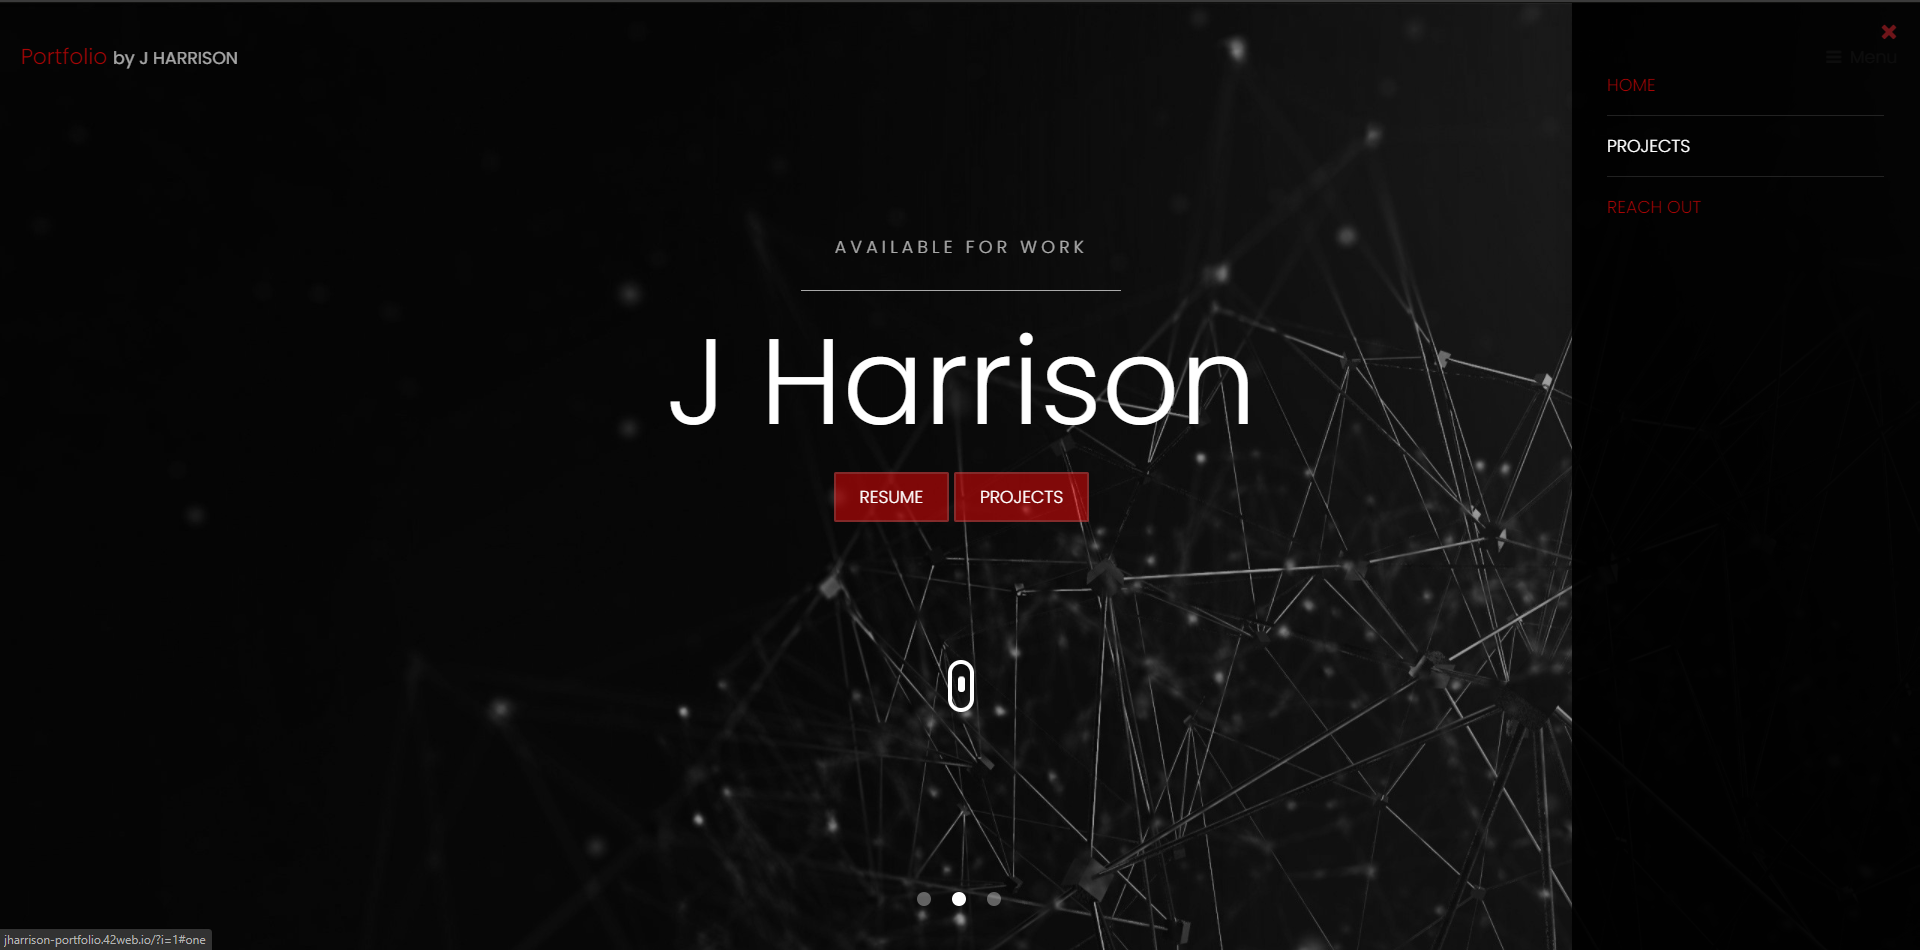 Portfolio by J HARRISON
Menu
HOME
PROJECTS
REACH OUT
AVAILABLE FOR WORK
J Harrison
RESUME PROJECTS
jharrison-portfolio.42web.io/?i=1#one